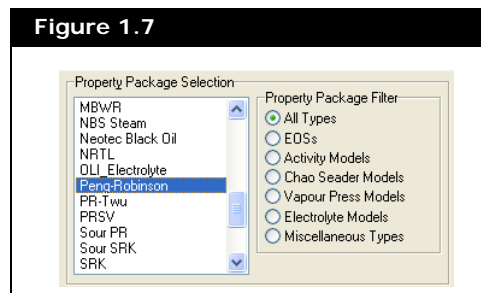 Figure 1.7
Property Package Selection
MBWR
NBS Steam
Neotec Black Oil
NRTL
OLI_Electrolyte
Peng-Robinson
PR-Twu
PRSV
Sour PR
Sour SRK
SRK
Property Package Filter
All Types
EOSs
Activity Models
Chao Seader Models
Vapour Press Models
Electrolyte Models
Miscellaneous Types